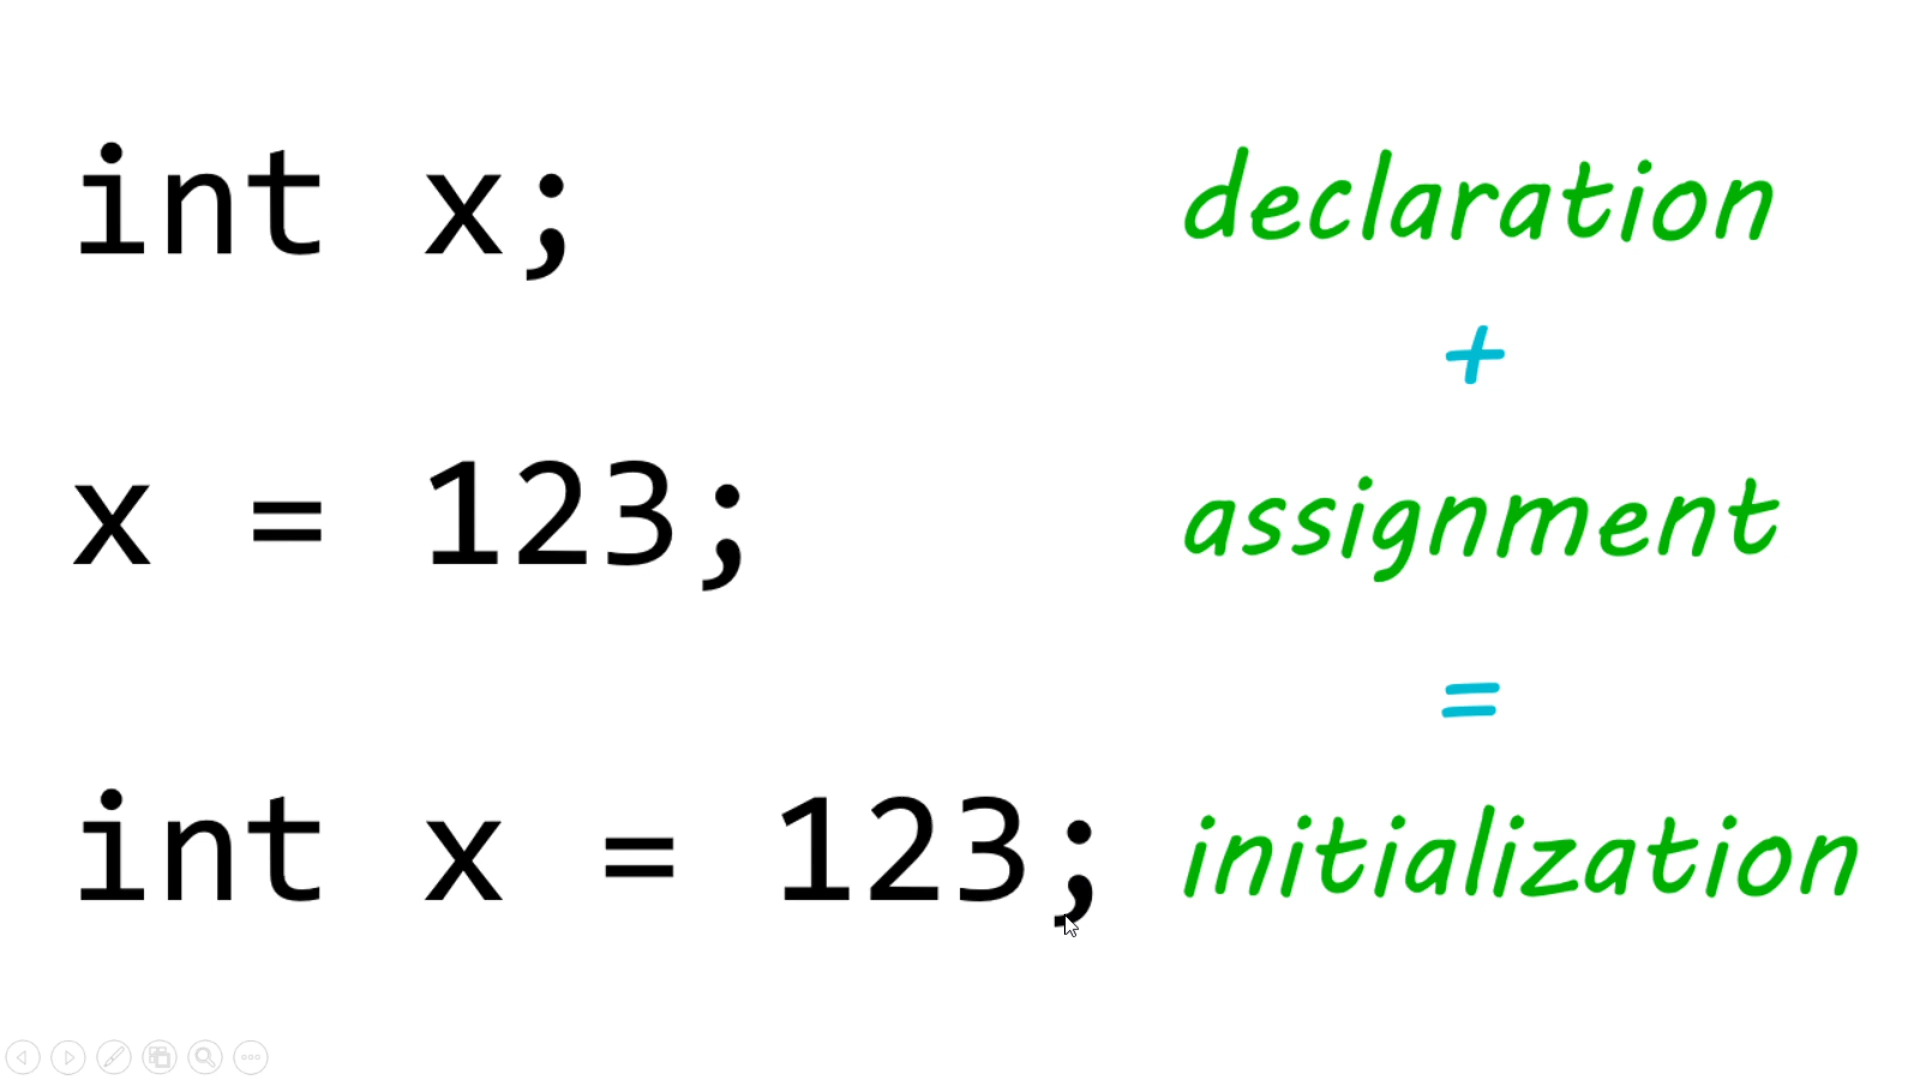 int x; declaration
+
x = 123; assignment
=
int x = 123; initialization